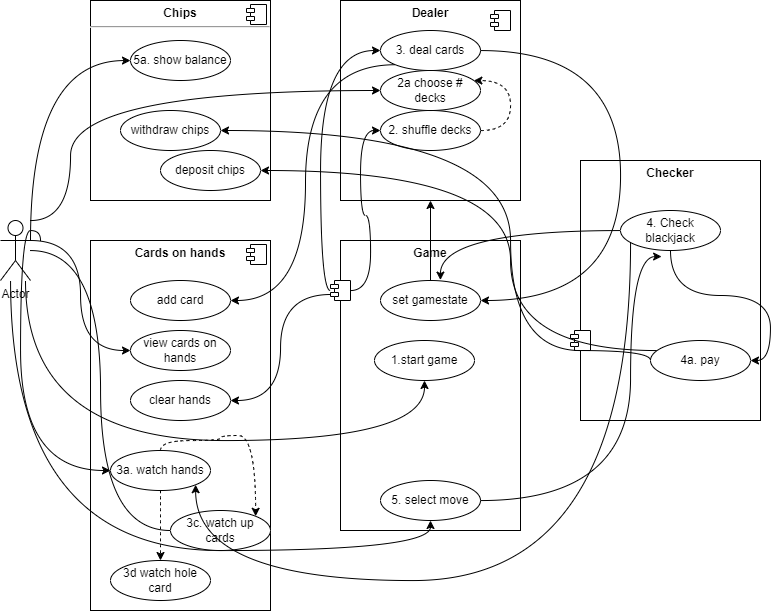 Chips
5a. show balance
withdraw chips
deposit chips
Dealer
3. deal cards
2a choose #
decks
2. shuffle decks
Checker
4. Check
blackjack
4a. pay
Actor
Cards on hands
add card
view cards on
hands
clear hands
3a. watch hands
3c. watch up
cards
3d watch hole
card
Game
set gamestate
1.start game
5. select move